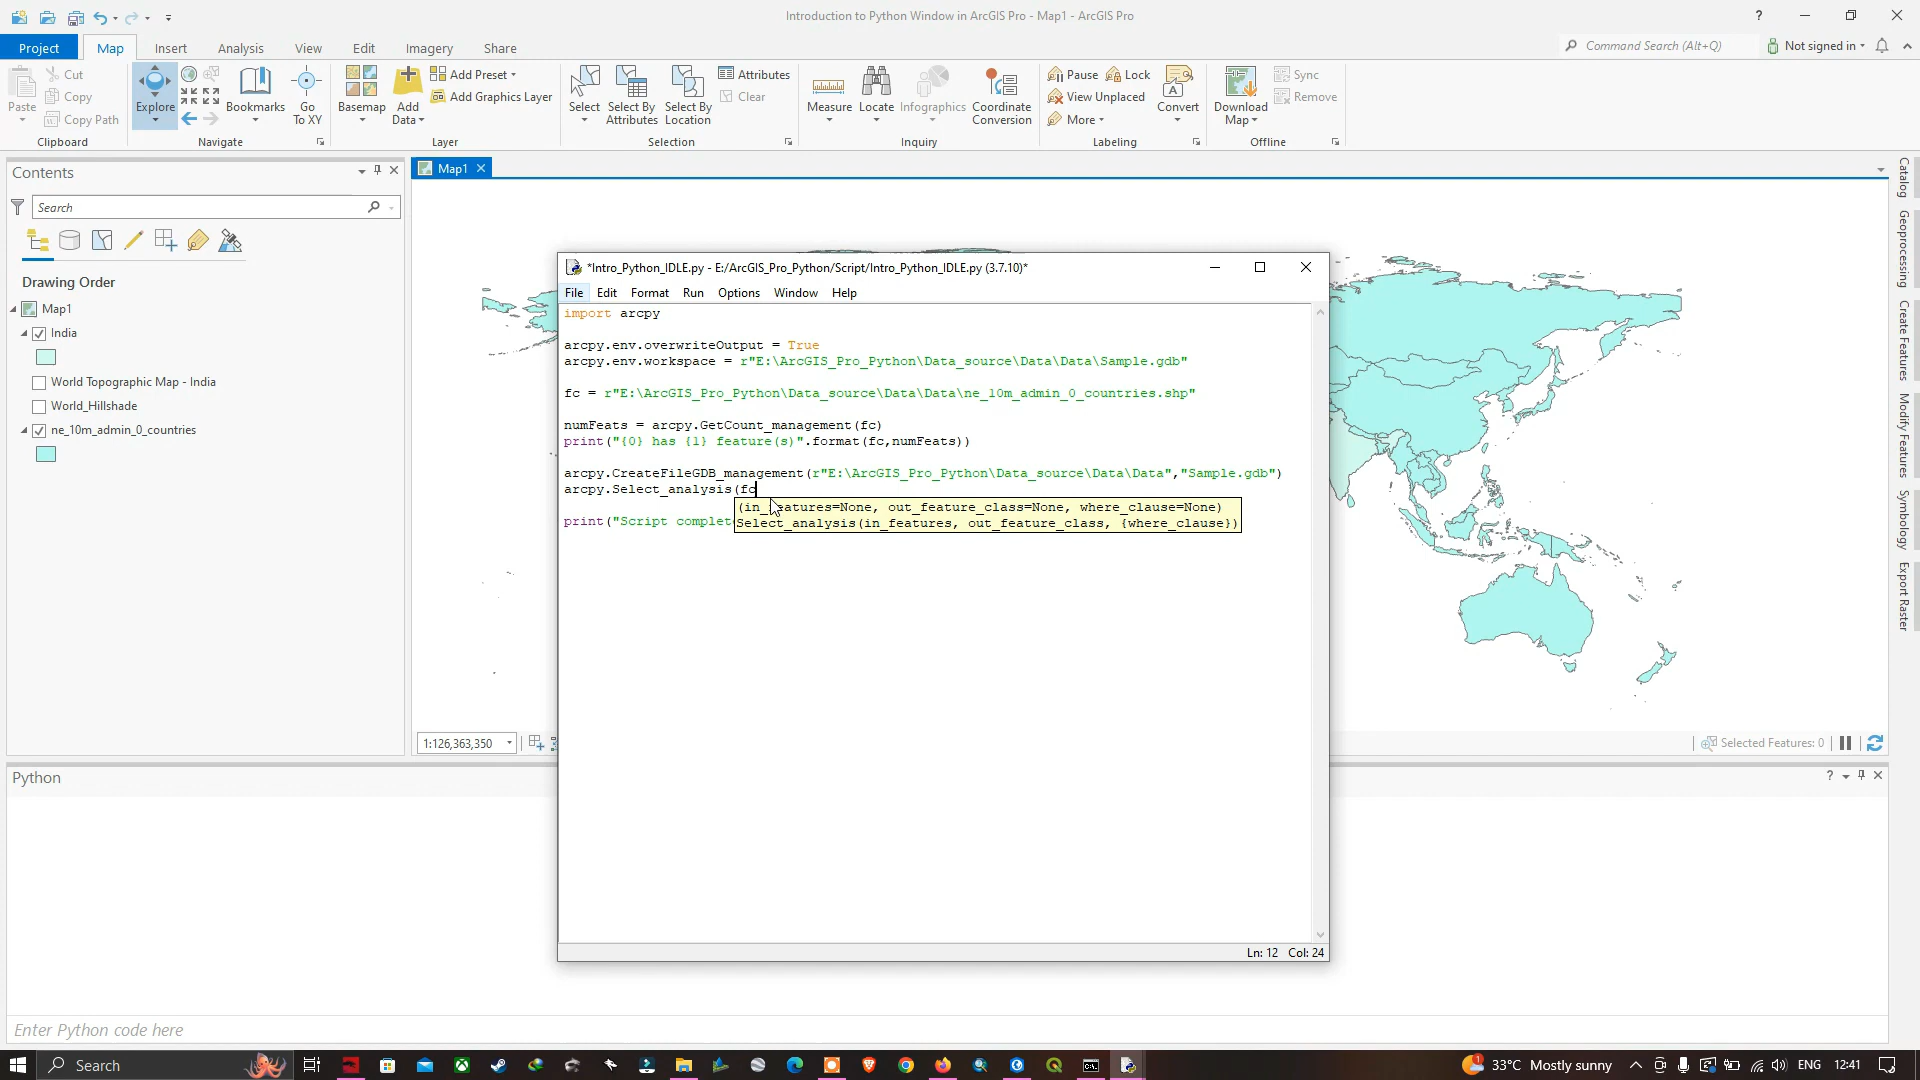 Introduction to Python Window in ArcGIS Pro - Map1 - ArcGIS Pro
Project Map Insert Analysis View Edit Imagery Share
Command Search (Alt+Q)
Not signed in
Paste
Cut
Copy
Copy Path
Clipboard
Explore
Bookmarks
Go To XY
Navigate
Basemap
Add Data
Add Preset
Add Graphics Layer
Layer
Select
Select By Attributes
Select By Location
Attributes
Clear
Selection
Measure
Locate
Infographics
Coordinate Conversion
Inquiry
Pause
Lock
View Unplaced
More
Convert
Labeling
Download Map
Sync
Remove
Offline
Contents
Search
Drawing Order
Map1
India
World Topographic Map - India
World_Hillshade
ne_10m_admin_0_countries
Map1
*Intro_Python_IDLE.py - E:/ArcGIS_Pro_Python/Script/Intro_Python_IDLE.py (3.7.10)*
File Edit Format Run Options Window Help
import arcpy
arcpy.env.overwriteOutput = True
arcpy.env.workspace = r"E:\ArcGIS_Pro_Python\Data_source\Data\Data\Sample.gdb"
fc = r"E:\ArcGIS_Pro_Python\Data_source\Data\Data\ne_10m_admin_0_countries.shp"
numFeats = arcpy.GetCount_management(fc)
print("{0} has {1} feature(s)".format(fc,numFeats))
arcpy.CreateFileGDB_management(r"E:\ArcGIS_Pro_Python\Data_source\Data\Data","Sample.gdb")
arcpy.Select_analysis(fc
(in_features=None, out_feature_class=None, where_clause=None)
Select_analysis(in_features, out_feature_class, {where_clause})
print("Script complet
Ln: 12 Col: 24
1:126,363,350
Selected Features: 0
Catalog
Geoprocessing
Create Features
Modify Features
Symbology
Export Raster
Python
Enter Python code here
Search
1
33°C Mostly sunny
ENG
12:41